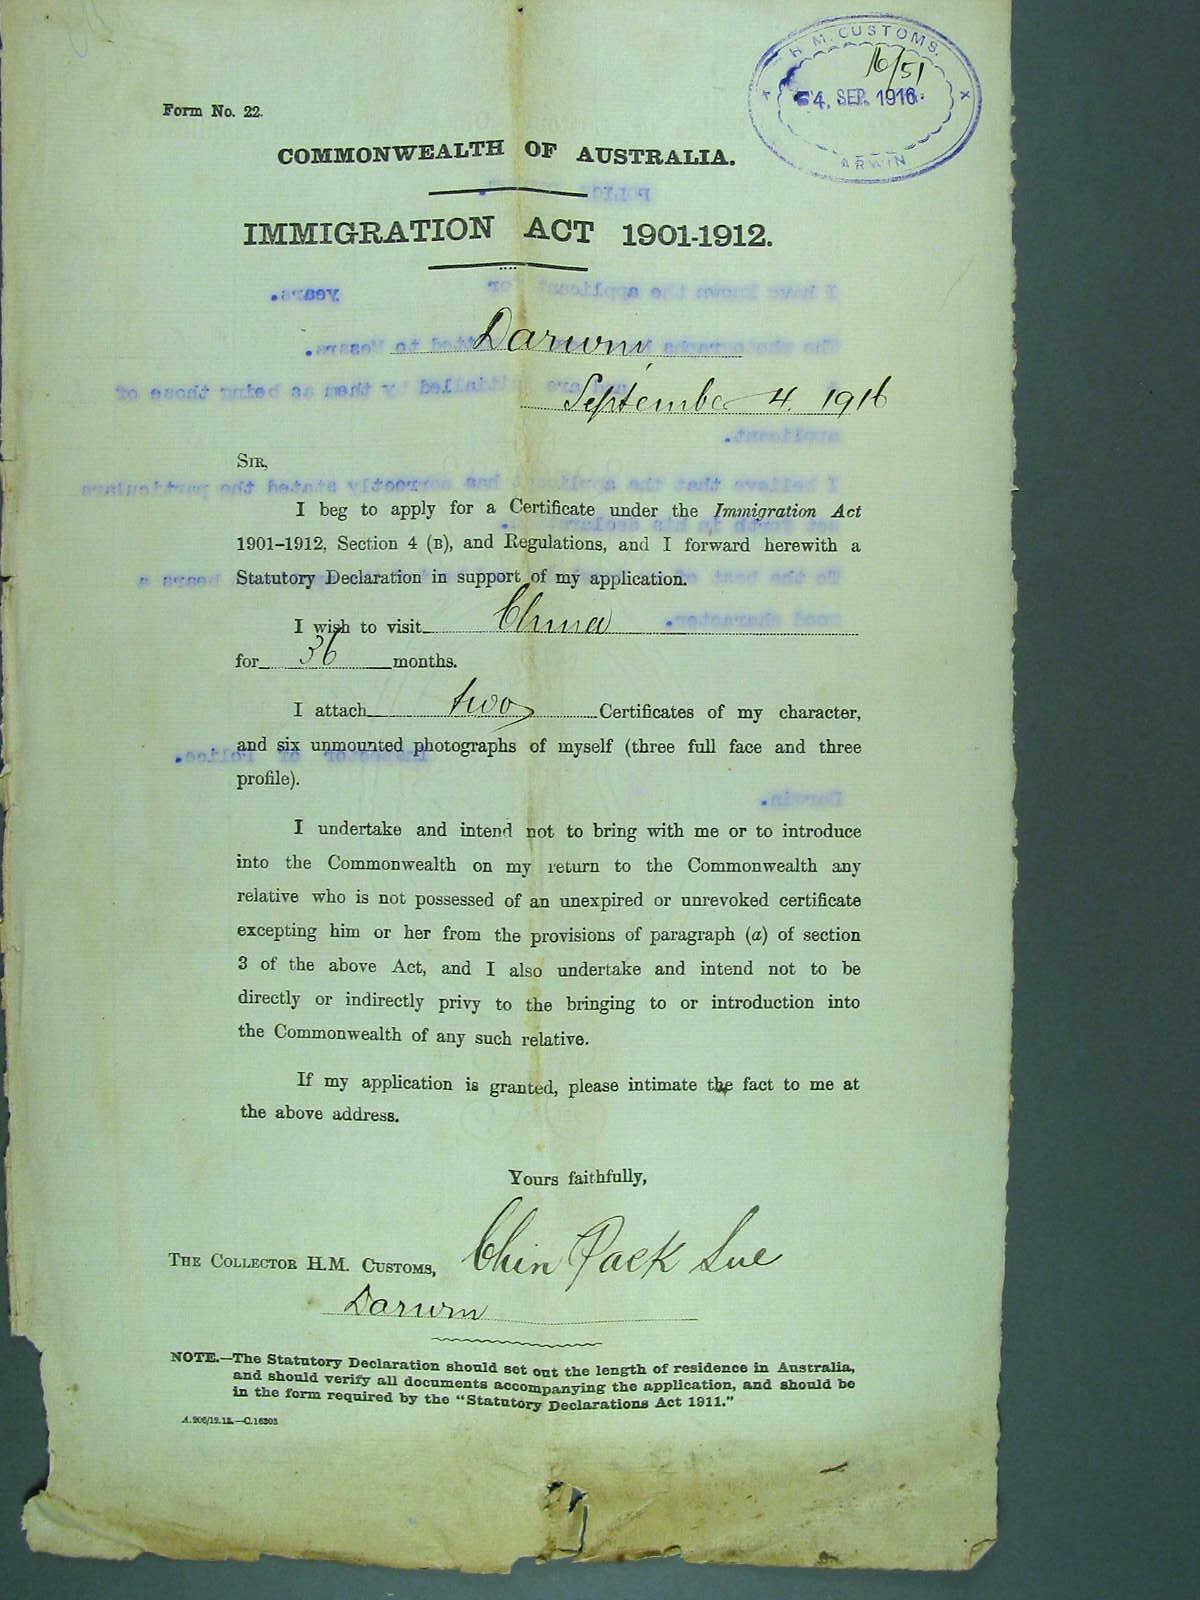 H.M. CUSTOMS.
16/51
4. SEP. 1916.
ARWIN
Form No. 22.
COMMONWEALTH OF AUSTRALIA.
IMMIGRATION ACT 1901-1912.
Darwin
September 4. 1916
SIR,
I beg to apply for a Certificate under the Immigration Act
1901-1912, Section 4 (B), and Regulations, and I forward herewith a
Statutory Declaration in support of my application.
I wish to visit China
for 36 months.
I attach two Certificates of my character,
and six unmounted photographs of myself (three full face and three
profile).
I undertake and intend not to bring with me or to introduce
into the Commonwealth on my return to the Commonwealth any
relative who is not possessed of an unexpired or unrevoked certificate
excepting him or her from the provisions of paragraph (a) of section
3 of the above Act, and I also undertake and intend not to be
directly or indirectly privy to the bringing to or introduction into
the Commonwealth of any such relative.
If my application is granted, please intimate the fact to me at
the above address.
Yours faithfully,
THE COLLECTOR H.M. CUSTOMS, Chin Pack Sue
Darwin
NOTE.—The Statutory Declaration should set out the length of residence in Australia,
and should verify all documents accompanying the application, and should be
in the form required by the "Statutory Declarations Act 1911."